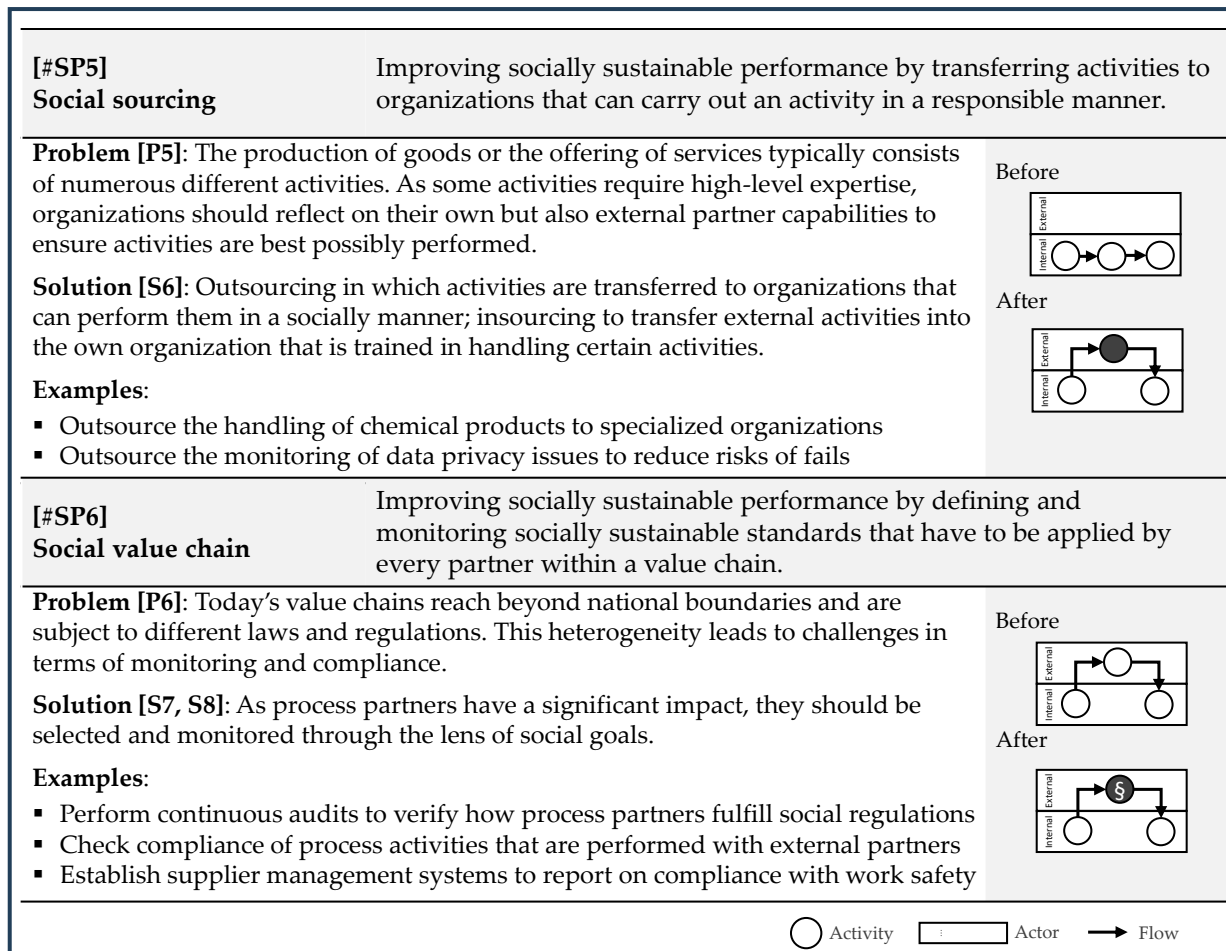 [#SP5]
Social sourcing
Improving socially sustainable performance by transferring activities to
organizations that can carry out an activity in a responsible manner.
Problem [P5]: The production of goods or the offering of services typically consists
of numerous different activities. As some activities require high-level expertise,
organizations should reflect on their own but also external partner capabilities to
ensure activities are best possibly performed.
Solution [S6]: Outsourcing in which activities are transferred to organizations that
can perform them in a socially manner; insourcing to transfer external activities into
the own organization that is trained in handling certain activities.
Examples:
▪ Outsource the handling of chemical products to specialized organizations
▪ Outsource the monitoring of data privacy issues to reduce risks of fails
Before
External
Internal
After
External
Internal
[#SP6]
Social value chain
Improving socially sustainable performance by defining and
monitoring socially sustainable standards that have to be applied by
every partner within a value chain.
Problem [P6]: Today's value chains reach beyond national boundaries and are
subject to different laws and regulations. This heterogeneity leads to challenges in
terms of monitoring and compliance.
Solution [S7, S8]: As process partners have a significant impact, they should be
selected and monitored through the lens of social goals.
Examples:
▪ Perform continuous audits to verify how process partners fulfill social regulations
▪ Check compliance of process activities that are performed with external partners
▪ Establish supplier management systems to report on compliance with work safety
Before
External
Internal
After
External
§
Internal
Activity
Actor
Flow